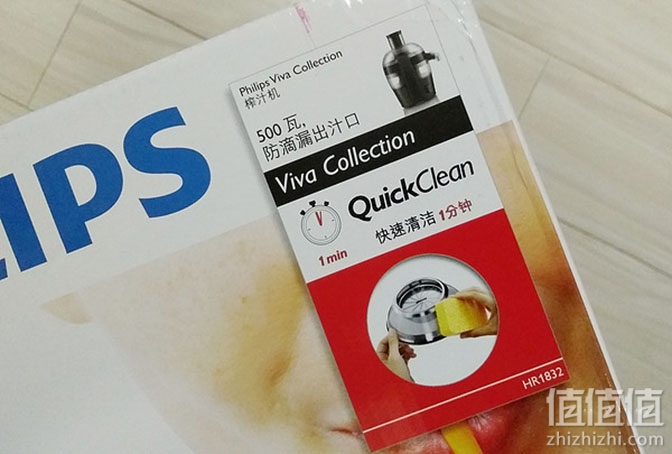 IPS
Philips Viva Collection
榨汁机
500 瓦,
防滴漏出汁口
Viva Collection
QuickClean
1 min
快速清洁 1分钟
HR1832
值值值
zhizhizhi.com